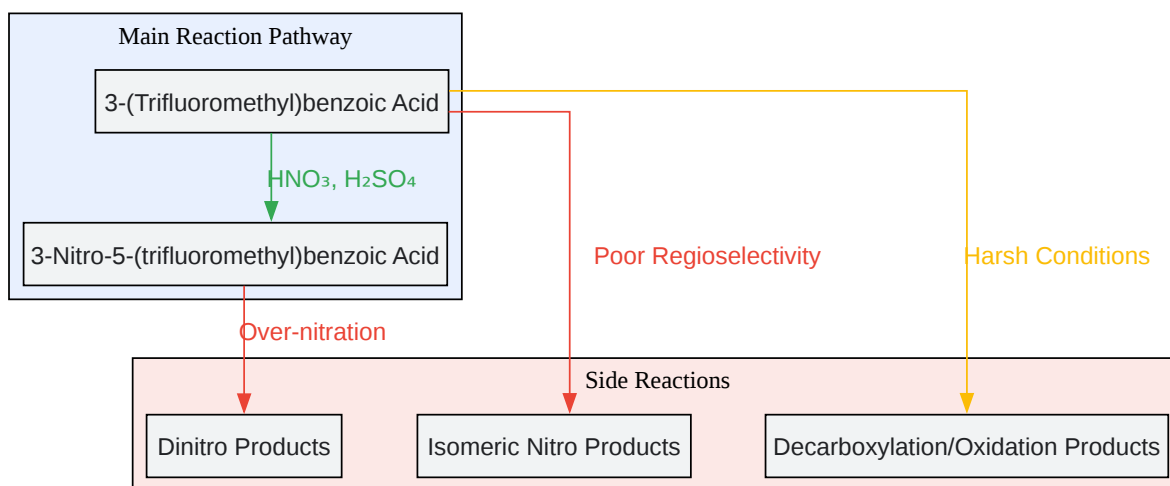 Main Reaction Pathway
3-(Trifluoromethyl)benzoic Acid
HNO₃, H₂SO₄
3-Nitro-5-(trifluoromethyl)benzoic Acid
Poor Regioselectivity
Harsh Conditions
Over-nitration
Side Reactions
Dinitro Products
Isomeric Nitro Products
Decarboxylation/Oxidation Products